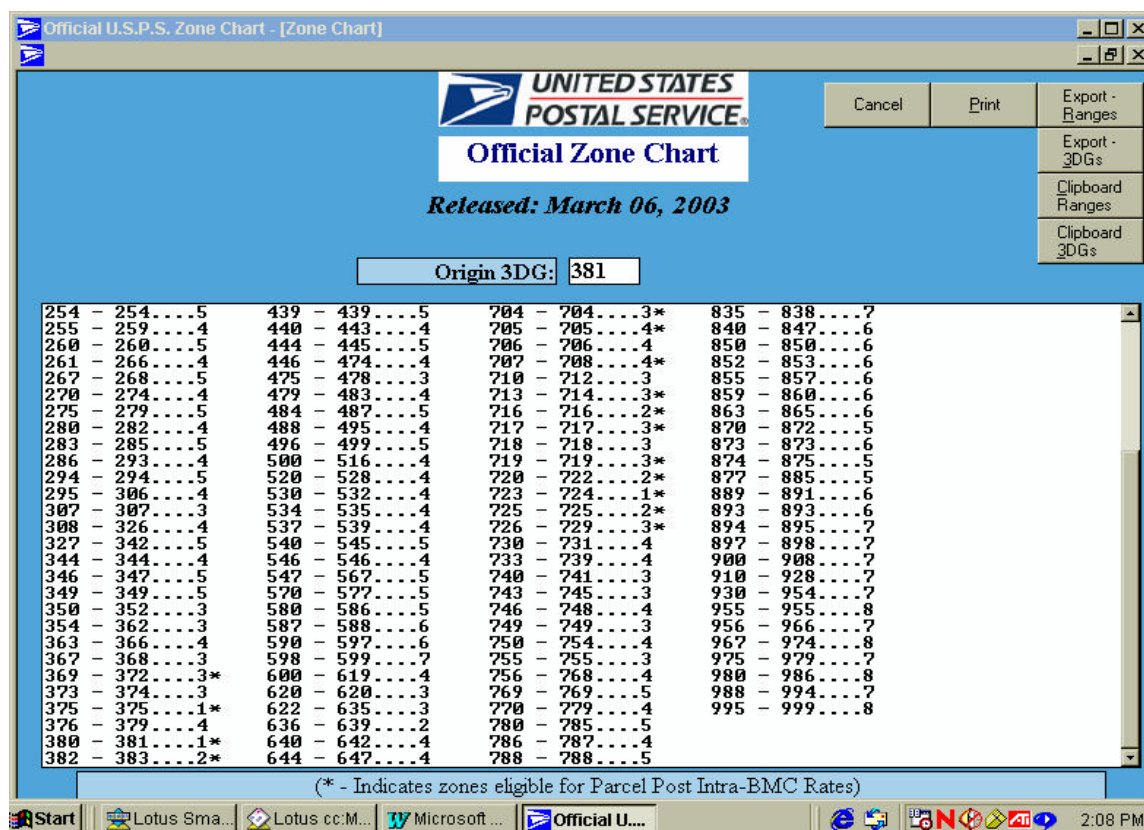 Official U.S.P.S. Zone Chart - [Zone Chart]
UNITED STATES
POSTAL SERVICE®
Cancel
Print
Export -
Ranges
Official Zone Chart
Export -
3DGs
Released: March 06, 2003
Clipboard
Ranges
Clipboard
3DGs
Origin 3DG: 381
254 - 254....5 439 - 439....5 704 - 704....3* 835 - 838....7
255 - 259....4 440 - 443....4 705 - 705....4* 840 - 847....6
260 - 260....5 444 - 445....5 706 - 706....4 850 - 850....6
261 - 266....4 446 - 474....4 707 - 708....4* 852 - 853....6
267 - 268....5 475 - 478....3 710 - 712....3 855 - 857....6
270 - 274....4 479 - 483....4 713 - 714....3* 859 - 860....6
275 - 279....5 484 - 487....5 716 - 716....2* 863 - 865....6
280 - 282....4 488 - 495....4 717 - 717....3* 870 - 872....5
283 - 285....5 496 - 499....5 718 - 718....3 873 - 873....6
286 - 293....4 500 - 516....4 719 - 719....3* 874 - 875....5
294 - 294....5 520 - 528....4 720 - 722....2* 877 - 885....5
295 - 306....4 530 - 532....4 723 - 724....1* 889 - 891....6
307 - 307....3 534 - 535....4 725 - 725....2* 893 - 893....6
308 - 326....4 537 - 539....4 726 - 729....3* 894 - 895....7
327 - 342....5 540 - 545....5 730 - 731....4 897 - 898....7
344 - 344....4 546 - 546....4 733 - 739....4 900 - 908....7
346 - 347....5 547 - 567....5 740 - 741....3 910 - 928....7
349 - 349....5 570 - 577....5 743 - 745....3 930 - 954....7
350 - 352....3 580 - 586....5 746 - 748....4 955 - 955....8
354 - 362....3 587 - 588....6 749 - 749....3 956 - 966....7
363 - 366....4 590 - 597....6 750 - 754....4 967 - 974....8
367 - 368....3 598 - 599....7 755 - 755....3 975 - 979....7
369 - 372....3* 600 - 619....4 756 - 768....4 980 - 986....8
373 - 374....3 620 - 620....3 769 - 769....5 988 - 994....7
375 - 375....1* 622 - 635....3 770 - 779....4 995 - 999....8
376 - 379....4 636 - 639....2 780 - 785....5
380 - 381....1* 640 - 642....4 786 - 787....4
382 - 383....2* 644 - 647....4 788 - 788....5
(* - Indicates zones eligible for Parcel Post Intra-BMC Rates)
Start Lotus Sma... Lotus cc:M... Microsoft ... Official U.... 2:08 PM